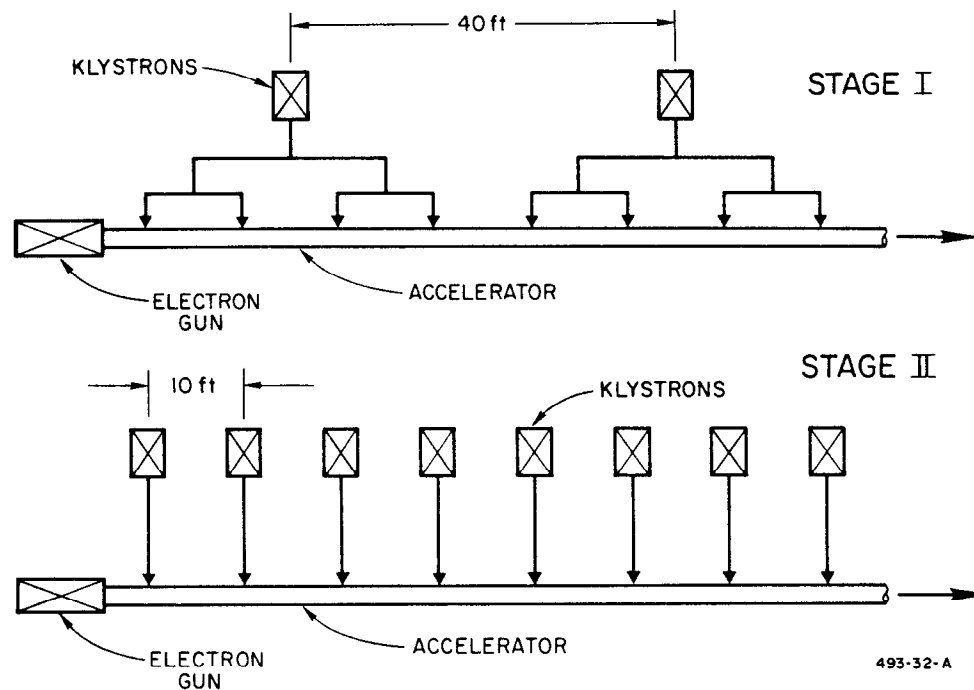 40 ft
KLYSTRONS
STAGE I
ELECTRON
GUN
ACCELERATOR
STAGE II
10 ft
KLYSTRONS
ELECTRON
GUN
ACCELERATOR
493-32-A